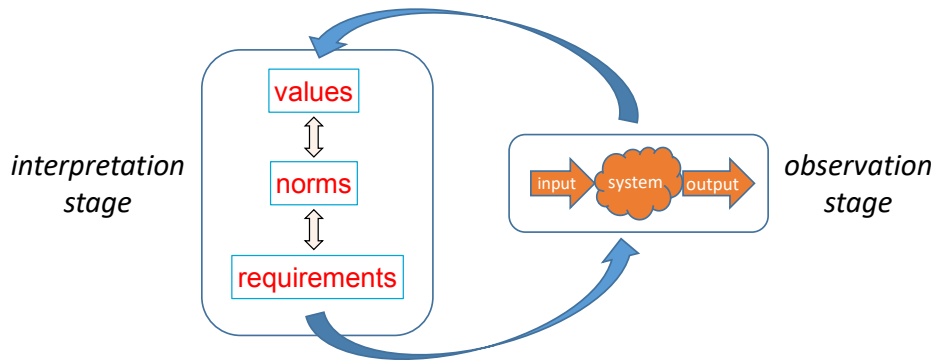 values
interpretation
stage
norms
requirements
input
system
output
observation
stage